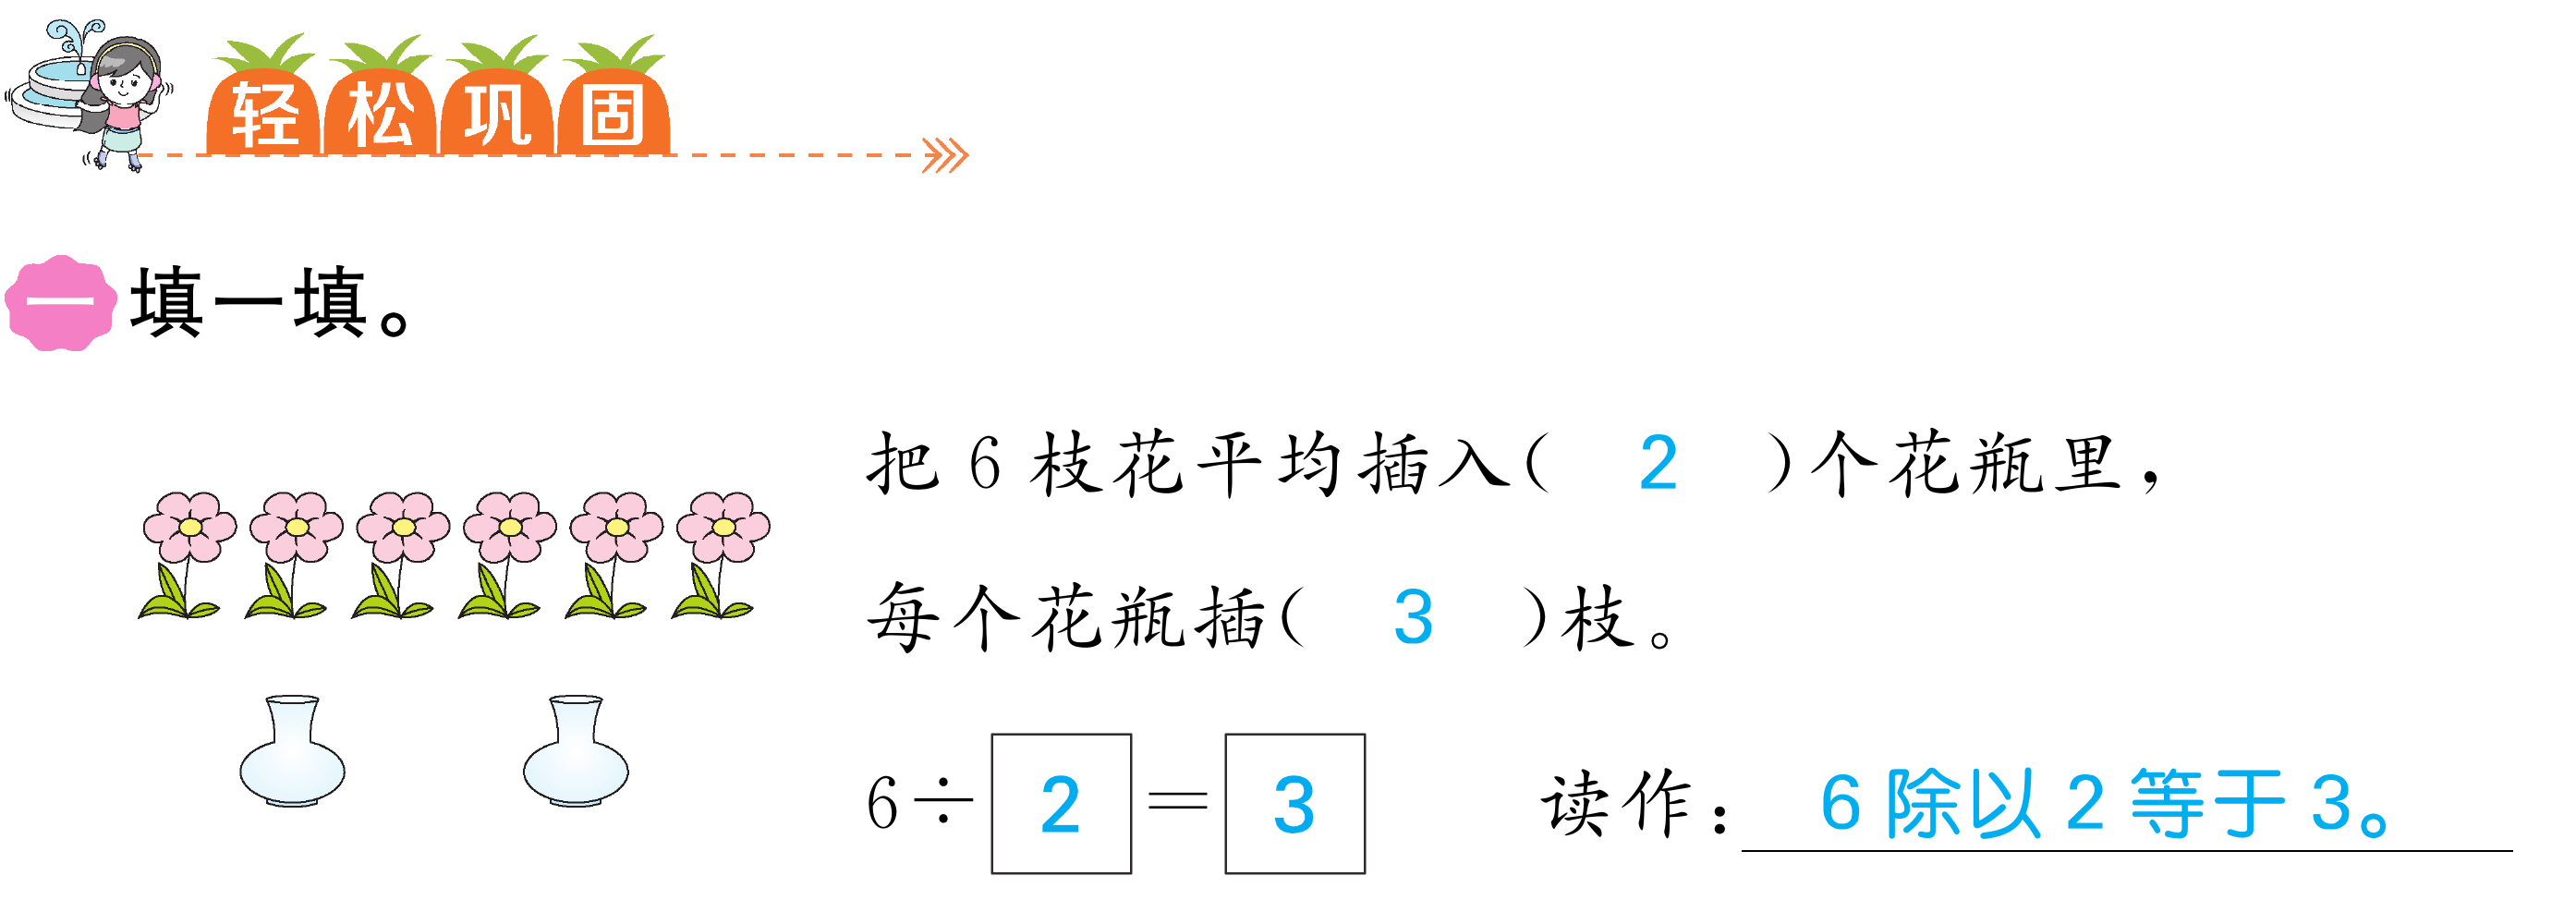 轻松巩固
一 填一填。
把 6 枝花平均插入( 2 )个花瓶里，
每个花瓶插( 3 )枝。
6÷2=3 读作：6 除以 2 等于 3。